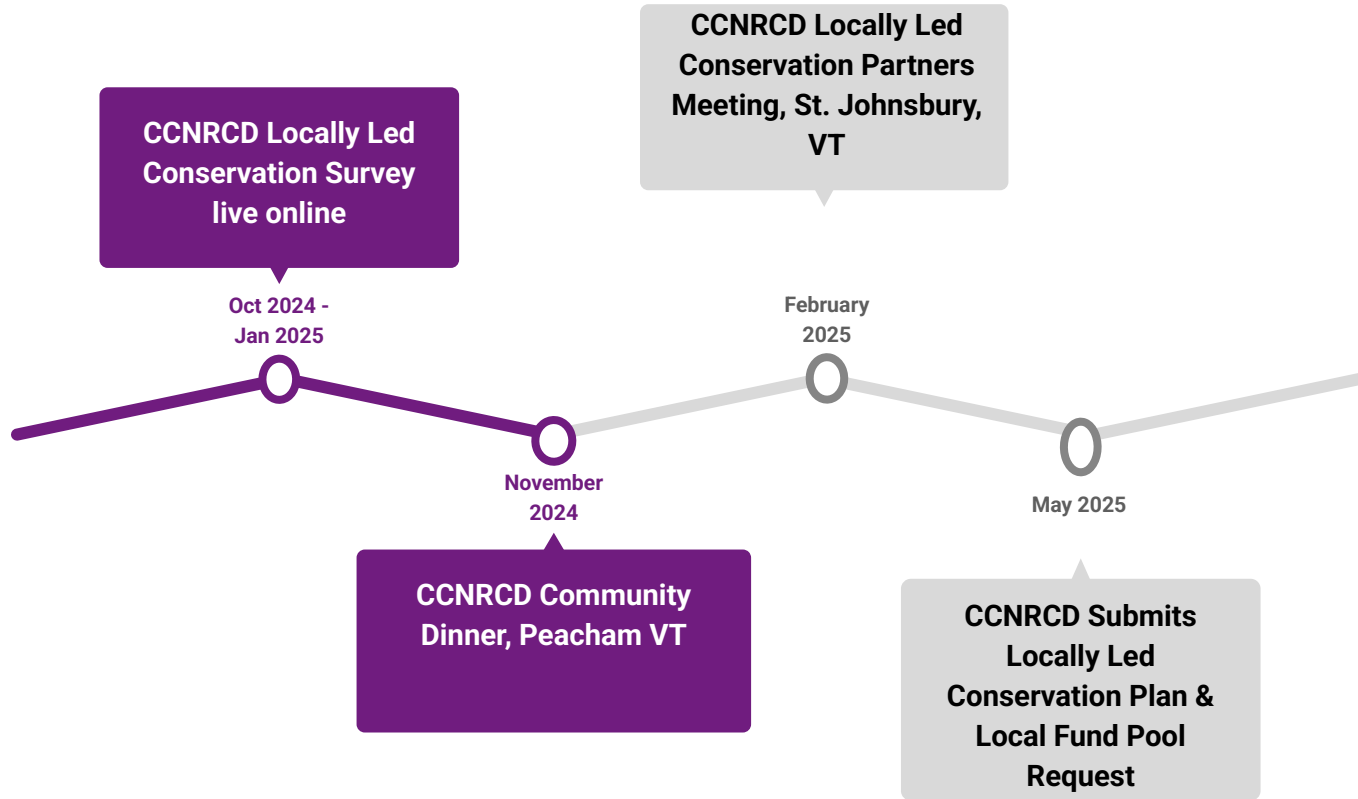 CCNRCD Locally Led
Conservation Survey
live online
Oct 2024 -
Jan 2025
November
2024
CCNRCD Community
Dinner, Peacham VT
CCNRCD Locally Led
Conservation Partners
Meeting, St. Johnsbury,
VT
February
2025
May 2025
CCNRCD Submits
Locally Led
Conservation Plan &
Local Fund Pool
Request